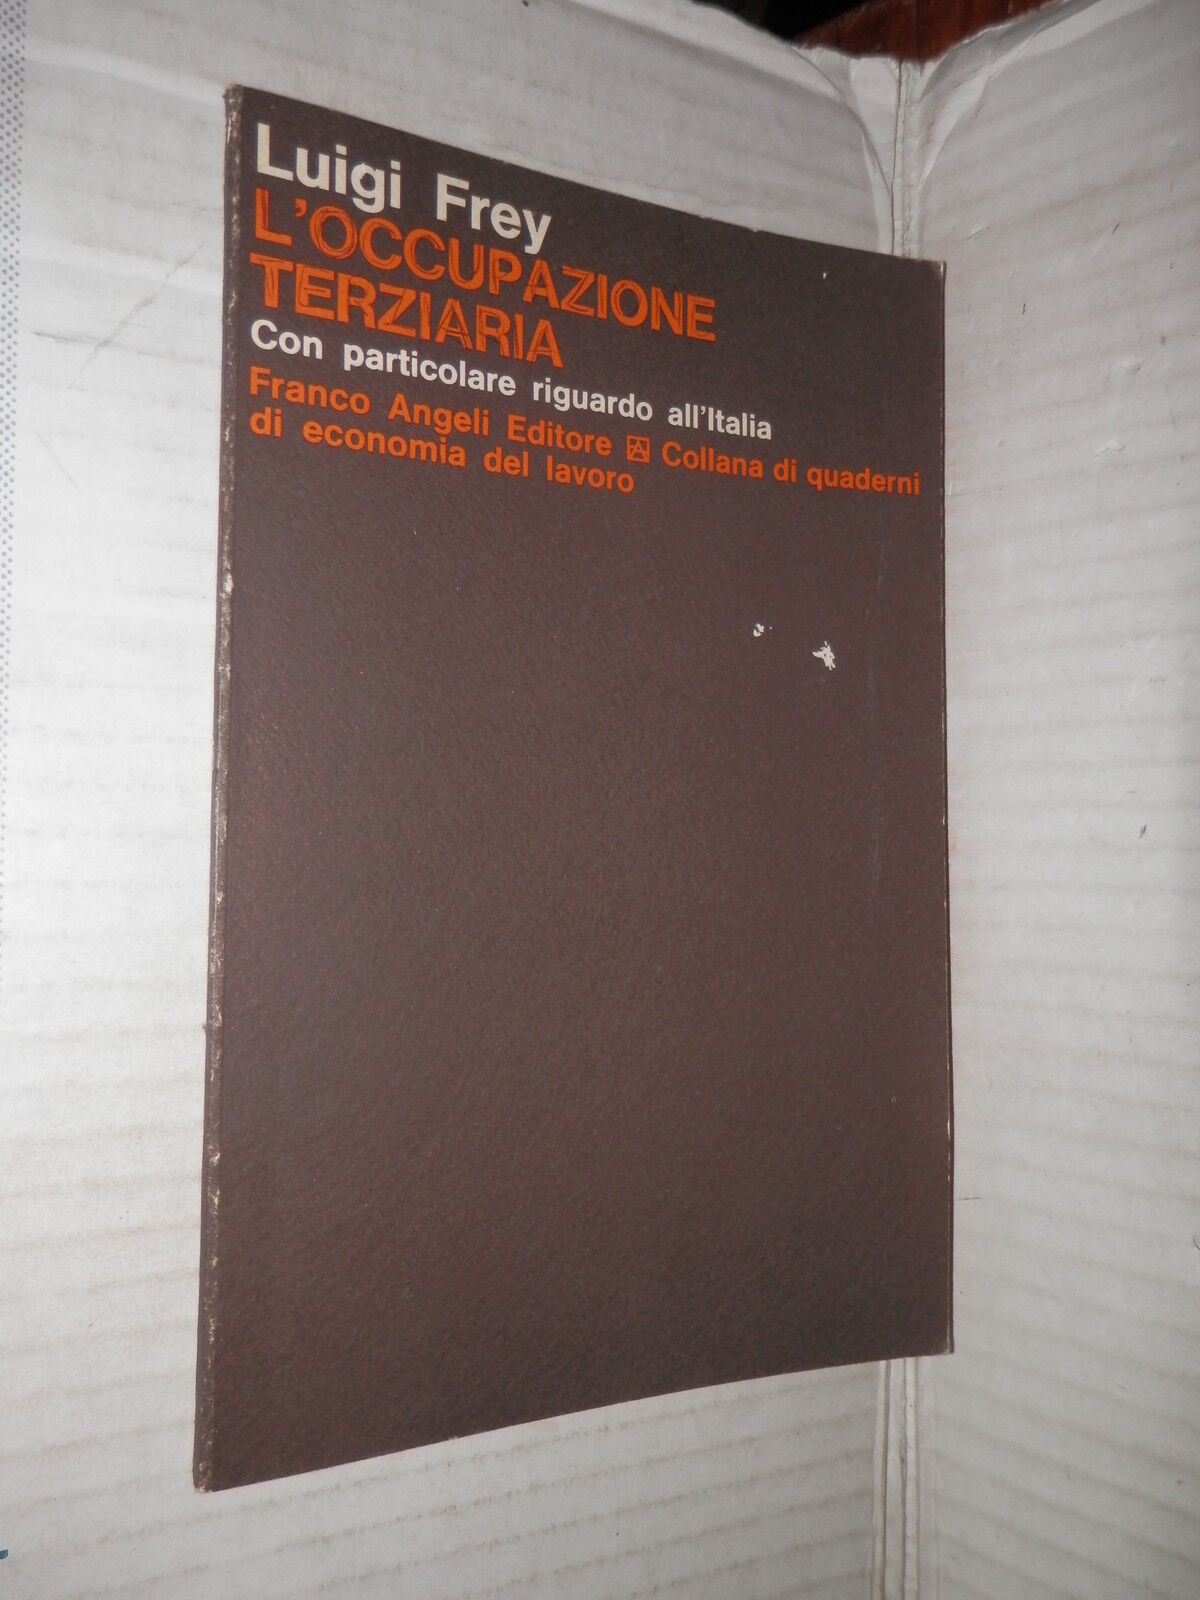 Luigi Frey
L'OCCUPAZIONE
TERZIARIA
Con particolare riguardo all'Italia
Franco Angeli Editore Collana di quaderni
di economia del lavoro